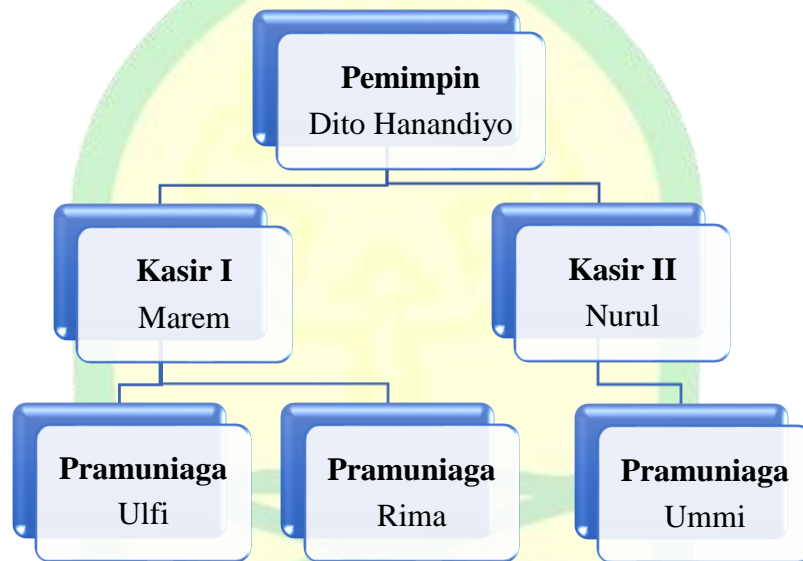 Pemimpin
Dito Hanandiyo
Kasir I
Marem
Kasir II
Nurul
Pramuniaga
Ulfi
Pramuniaga
Rima
Pramuniaga
Ummi